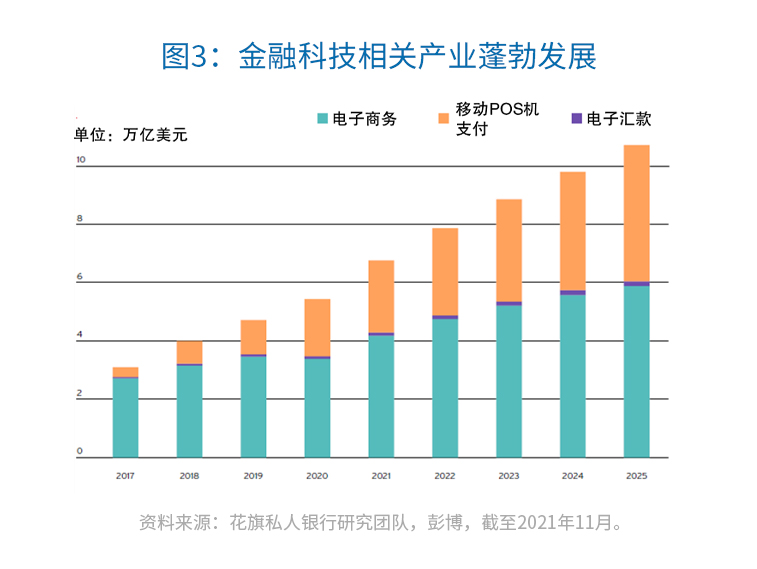 图3：金融科技相关产业蓬勃发展
单位：万亿美元
电子商务
移动POS机
支付
电子汇款
10
8
6
4
2
0
2017 2018 2019 2020 2021 2022 2023 2024 2025
资料来源：花旗私人银行研究团队，彭博，截至2021年11月。